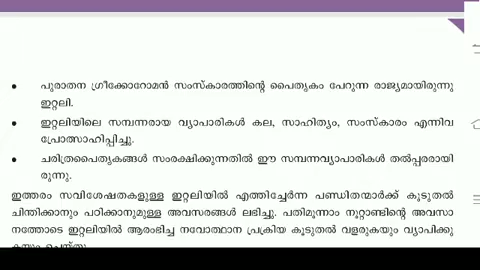 • പുരാതന ഗ്രീക്കോറോമൻ സംസ്കാരത്തിന്റെ പൈതൃകം പേറുന്ന രാജ്യമായിരുന്നു
ഇറ്റലി.
• ഇറ്റലിയിലെ സമ്പന്നരായ വ്യാപാരികൾ കല, സാഹിത്യം, സംസ്കാരം എന്നിവ
പ്രോത്സാഹിപ്പിച്ചു.
• ചരിത്രപൈതൃകങ്ങൾ സംരക്ഷിക്കുന്നതിൽ ഈ സമ്പന്നവ്യാപാരികൾ തൽപ്പരരായി
രുന്നു.
ഇത്തരം സവിശേഷതകളുള്ള ഇറ്റലിയിൽ എത്തിച്ചേർന്ന പണ്ഡിതന്മാർക്ക് കൂടുതൽ
ചിന്തിക്കാനും പഠിക്കാനുമുള്ള അവസരങ്ങൾ ലഭിച്ചു. പതിമൂന്നാം നൂറ്റാണ്ടിന്റെ അവസാ
നത്തോടെ ഇറ്റലിയിൽ ആരംഭിച്ച നവോത്ഥാന പ്രക്രിയ കൂടുതൽ വളരുകയും വ്യാപിക്കു
കയും ചെയ്തു.